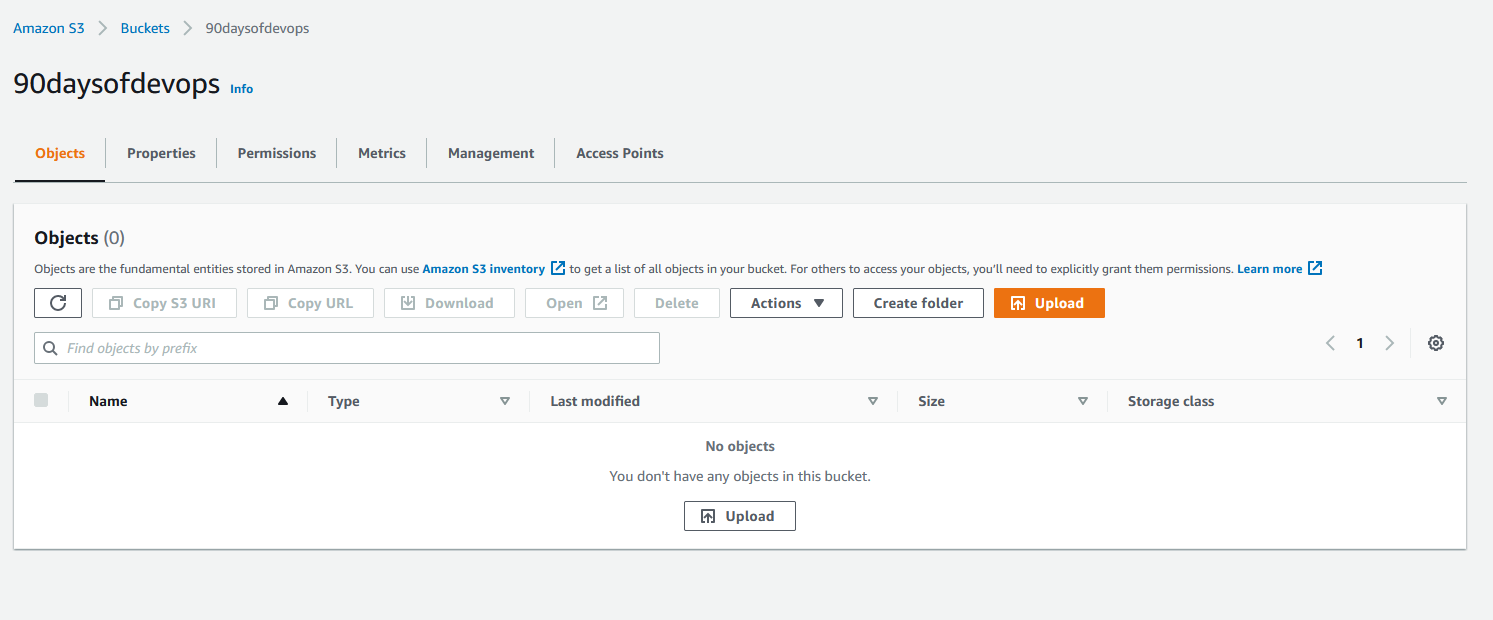 Amazon S3 > Buckets > 90daysofdevops
90daysofdevops Info
Objects Properties Permissions Metrics Management Access Points
Objects (0)
Objects are the fundamental entities stored in Amazon S3. You can use Amazon S3 inventory to get a list of all objects in your bucket. For others to access your objects, you'll need to explicitly grant them permissions. Learn more
Copy S3 URI Copy URL Download Open Delete Actions Create folder Upload
Find objects by prefix 1
Name Type Last modified Size Storage class
No objects
You don't have any objects in this bucket.
Upload